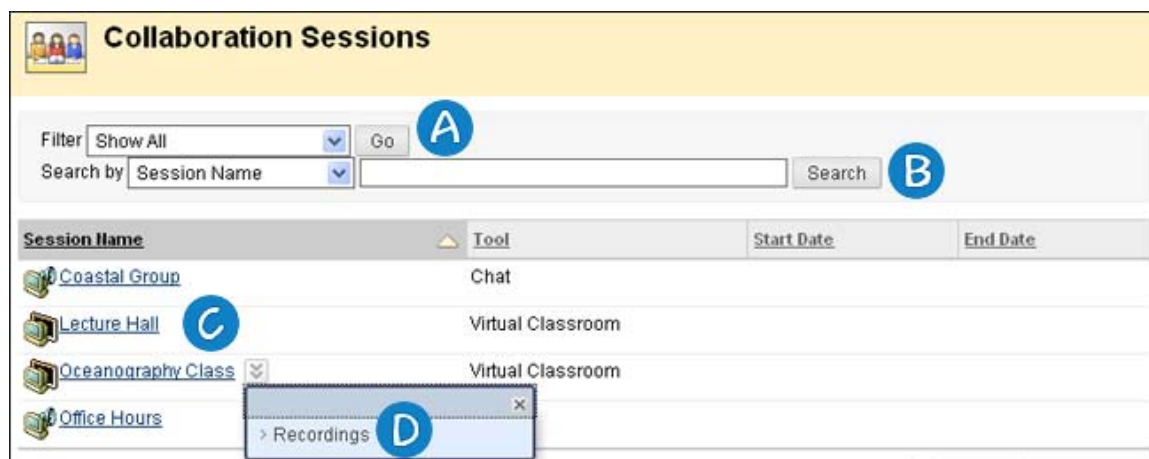 Collaboration Sessions
Filter Show All Go A
Search by Session Name Search B
Session Name Tool Start Date End Date
Coastal Group Chat
Lecture Hall C Virtual Classroom
Oceanography Class Virtual Classroom
Office Hours
> Recordings D